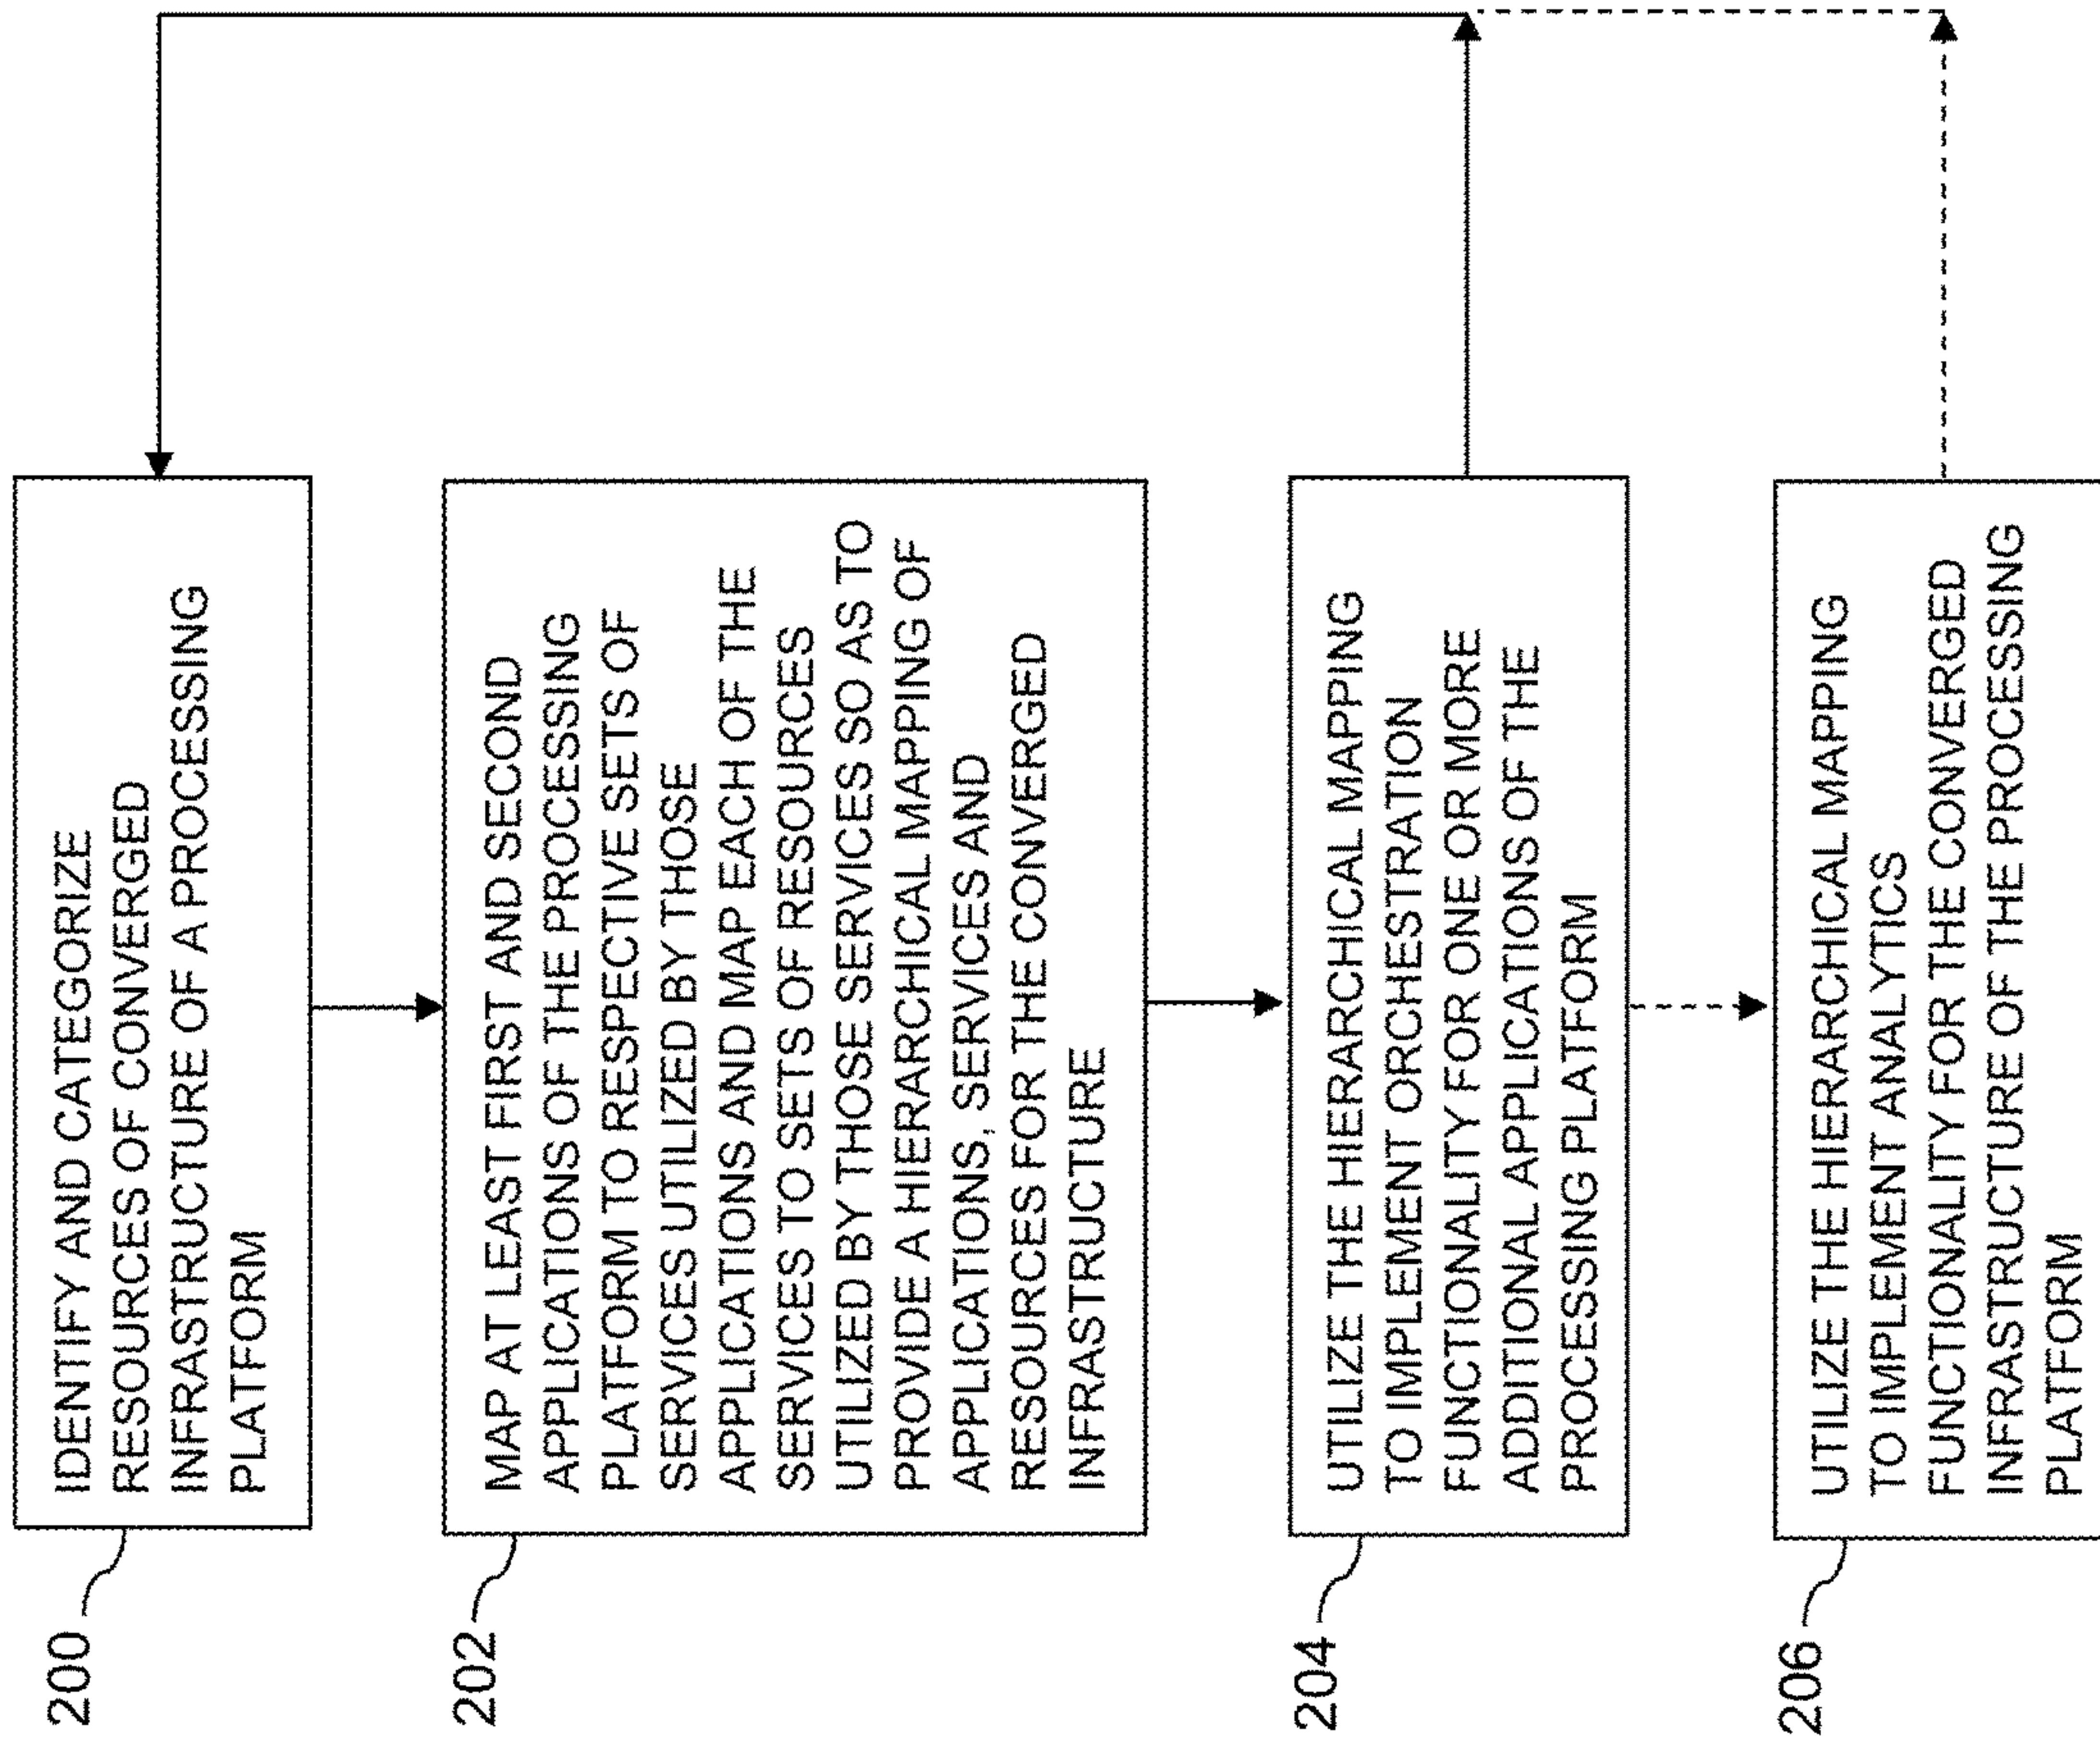 200
IDENTIFY AND CATEGORIZE
RESOURCES OF CONVERGED
INFRASTRUCTURE OF A PROCESSING
PLATFORM
202
MAP AT LEAST FIRST AND SECOND
APPLICATIONS OF THE PROCESSING
PLATFORM TO RESPECTIVE SETS OF
SERVICES UTILIZED BY THOSE
APPLICATIONS AND MAP EACH OF THE
SERVICES TO SETS OF RESOURCES
UTILIZED BY THOSE SERVICES SO AS TO
PROVIDE A HIERARCHICAL MAPPING OF
APPLICATIONS, SERVICES AND
RESOURCES FOR THE CONVERGED
INFRASTRUCTURE
204
UTILIZE THE HIERARCHICAL MAPPING
TO IMPLEMENT ORCHESTRATION
FUNCTIONALITY FOR ONE OR MORE
ADDITIONAL APPLICATIONS OF THE
PROCESSING PLATFORM
206
UTILIZE THE HIERARCHICAL MAPPING
TO IMPLEMENT ANALYTICS
FUNCTIONALITY FOR THE CONVERGED
INFRASTRUCTURE OF THE PROCESSING
PLATFORM